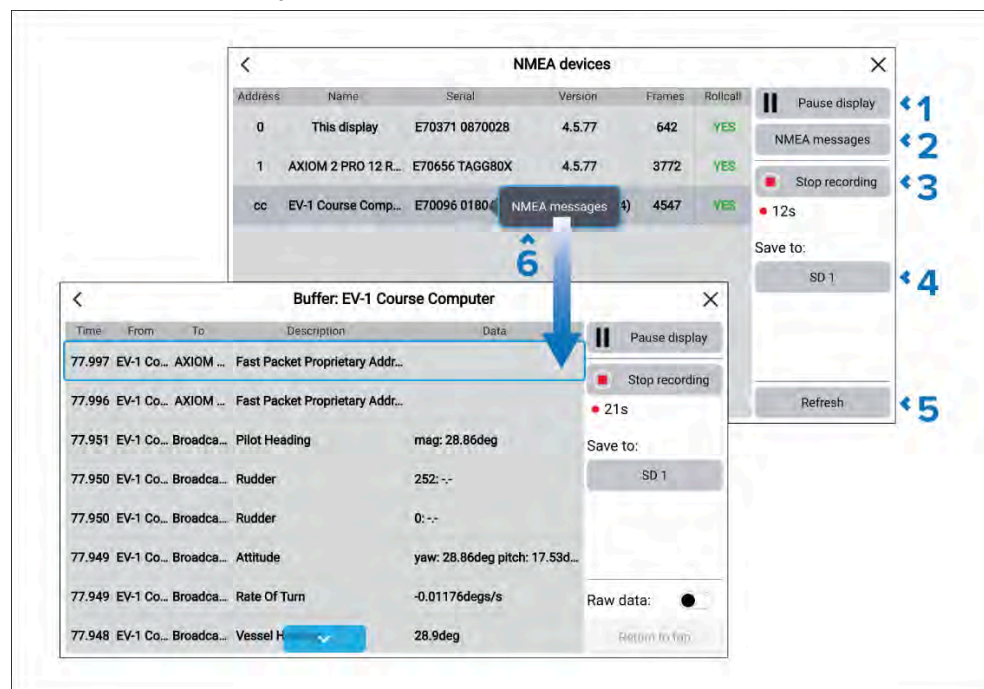 NMEA devices
Address Name Serial Version Frames Rollcall
0 This display E70371 0870028 4.5.77 642 YES
1 AXIOM 2 PRO 12 R... E70656 TAGG80X 4.5.77 3772 YES
cc EV-1 Course Comp... E70096 0180 NMEA messages 4) 4547 YES
Pause display
1
NMEA messages
2
Stop recording
3
12s
Save to:
SD 1
4
Refresh
5
6
Buffer: EV-1 Course Computer
Time From To Description Data
77.997 EV-1 Co... AXIOM ... Fast Packet Proprietary Addr...
77.996 EV-1 Co... AXIOM ... Fast Packet Proprietary Addr...
77.951 EV-1 Co... Broadca... Pilot Heading mag: 28.86deg
77.950 EV-1 Co... Broadca... Rudder 252: -.-
77.950 EV-1 Co... Broadca... Rudder 0: -.-
77.949 EV-1 Co... Broadca... Attitude yaw: 28.86deg pitch: 17.53d...
77.949 EV-1 Co... Broadca... Rate Of Turn -0.01176degs/s
77.948 EV-1 Co... Broadca... Vessel H 28.9deg
Pause display
Stop recording
21s
Save to:
SD 1
Raw data:
Return to top